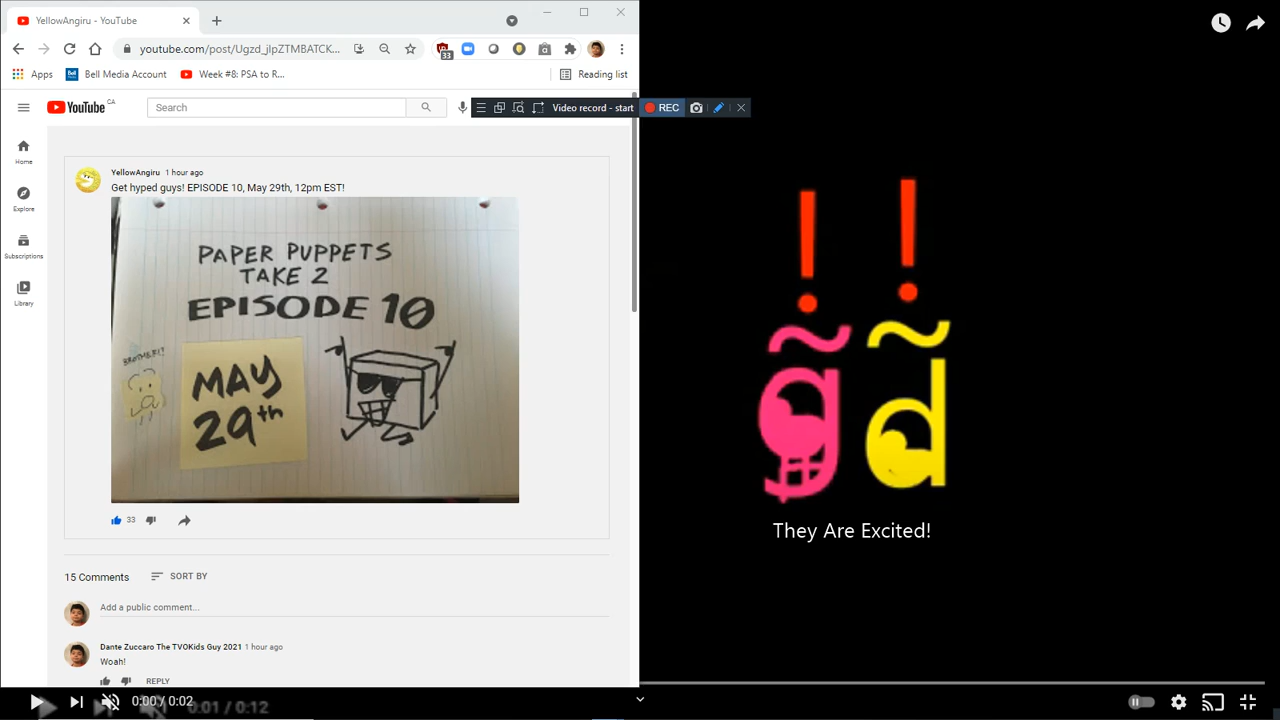 YellowAngiru - YouTube
youtube.com/post/Ugzd_jIpZTMBATCK...
33
Apps
Bell Media Account
Week #8: PSA to R...
Reading list
YouTube CA
Search
Video record - start
REC
Home
Explore
Subscriptions
Library
YellowAngiru 1 hour ago
Get hyped guys! EPISODE 10, May 29th, 12pm EST!
PAPER PUPPETS
TAKE 2
EPISODE 10
MAY
29th
33
15 Comments
SORT BY
Add a public comment...
Dante Zuccaro The TVOKids Guy 2021 1 hour ago
Woah!
REPLY
! !
They Are Excited!
0:00 / 0:02
0:01 / 0:12